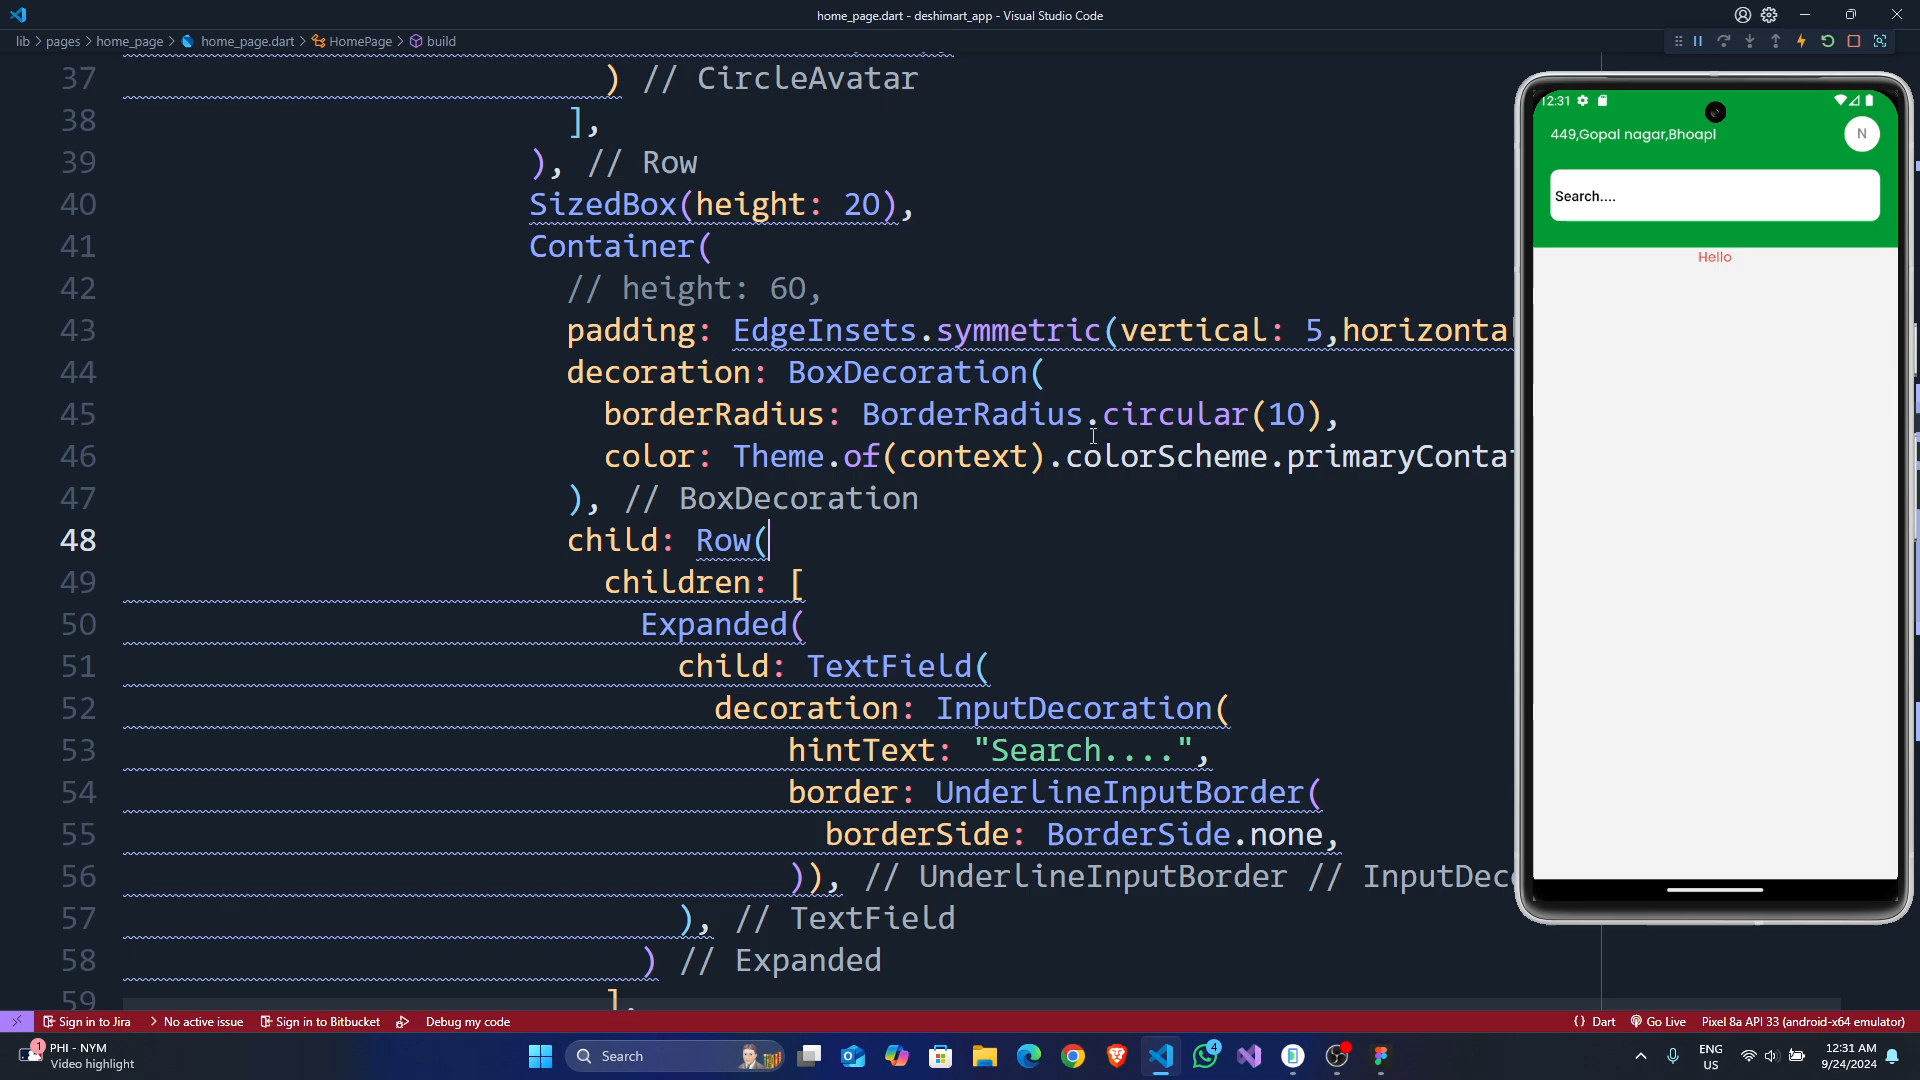 home_page.dart - deshimart_app - Visual Studio Code
lib > pages > home_page > home_page.dart > HomePage > build
37 ) // CircleAvatar
38 ],
39 ), // Row
40 SizedBox(height: 20),
41 Container(
42 // height: 60,
43 padding: EdgeInsets.symmetric(vertical: 5,horizonta
44 decoration: BoxDecoration(
45 borderRadius: BorderRadius.circular(10),
46 color: Theme.of(context).colorScheme.primaryConta
47 ), // BoxDecoration
48 child: Row(
49 children: [
50 Expanded(
51 child: TextField(
52 decoration: InputDecoration(
53 hintText: "Search....",
54 border: UnderlineInputBorder(
55 borderSide: BorderSide.none,
56 )), // UnderlineInputBorder // InputDec
57 ), // TextField
58 ) // Expanded
59 ],
12:31
449,Gopal nagar,Bhoapl
N
Search....
Hello
Sign in to Jira
> No active issue
Sign in to Bitbucket
Debug my code
{} Dart
Go Live
Pixel 8a API 33 (android-x64 emulator)
1
PHI - NYM
Video highlight
Search
4
ENG
US
12:31 AM
9/24/2024